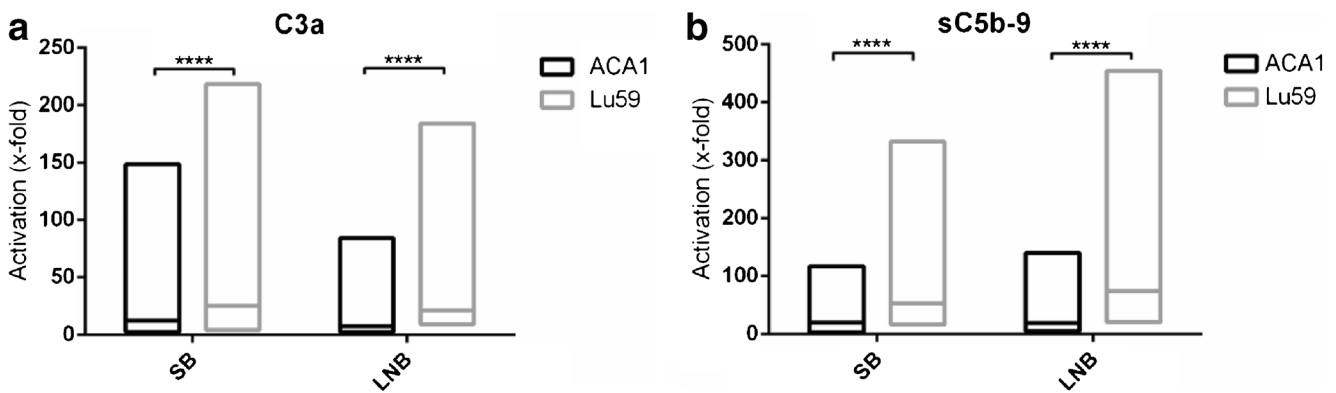 a
C3a
Activation (x-fold)
250
200
150
100
50
0
****
****
SB
LNB
ACA1
Lu59
b
sC5b-9
Activation (x-fold)
500
400
300
200
100
0
****
****
SB
LNB
ACA1
Lu59